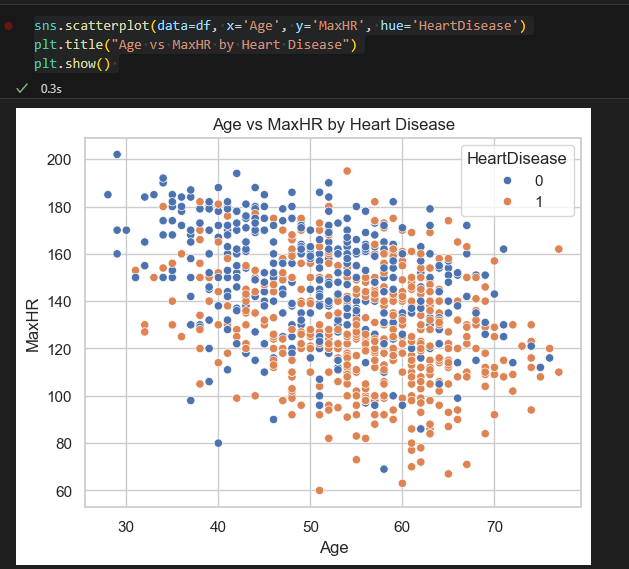 sns.scatterplot(data=df, x='Age', y='MaxHR', hue='HeartDisease')
plt.title("Age vs MaxHR by Heart Disease")
plt.show()
0.3s
Age vs MaxHR by Heart Disease
HeartDisease
0
1
200
180
160
140
120
100
80
60
MaxHR
30 40 50 60 70
Age